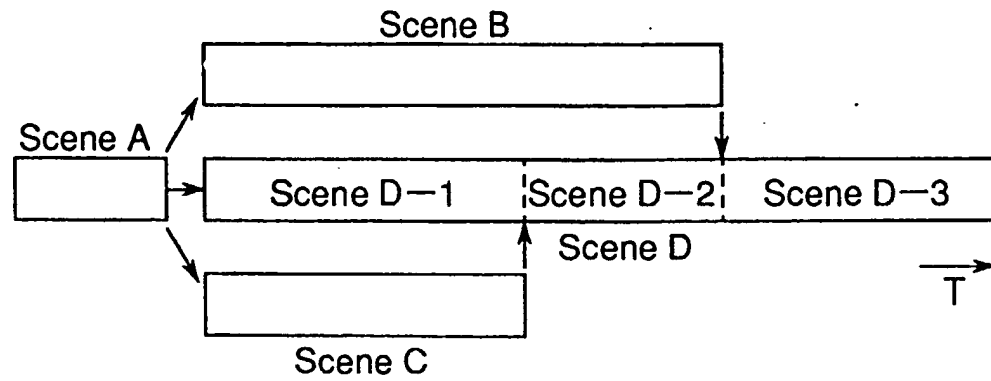 Scene B
Scene A
Scene D—1
Scene D—2
Scene D—3
Scene D
T
Scene C